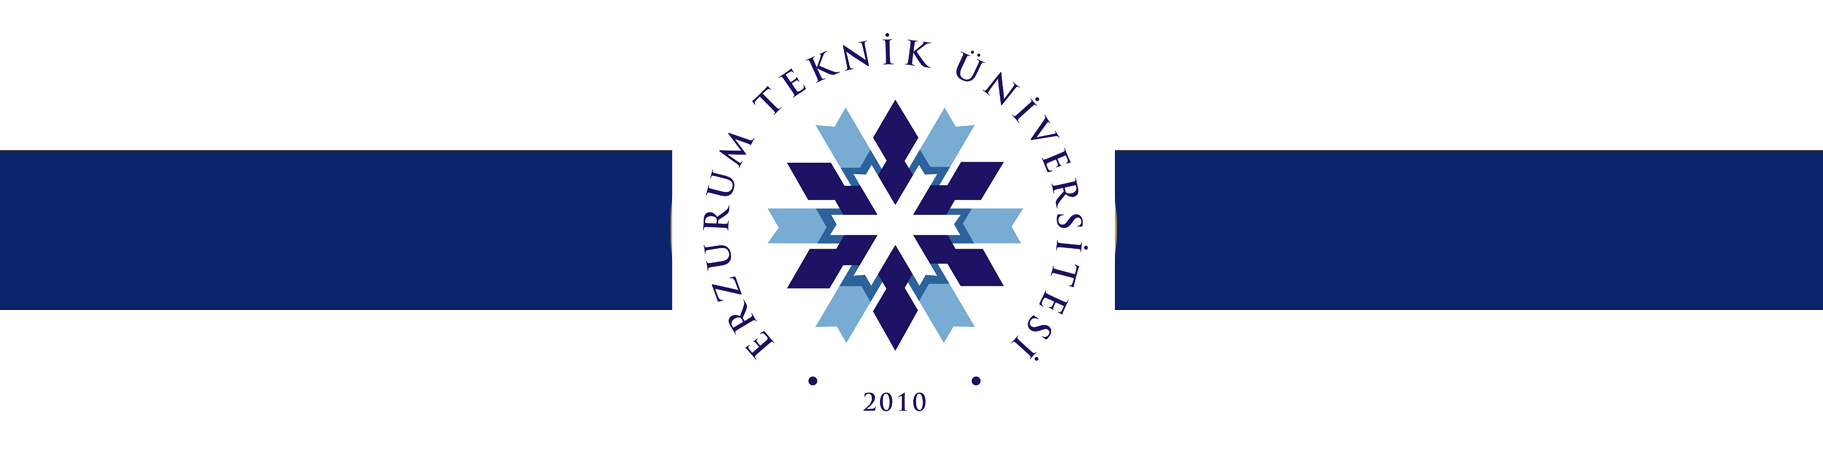 ERZURUM TEKNİK ÜNİVERSİTESİ
• 2010 •